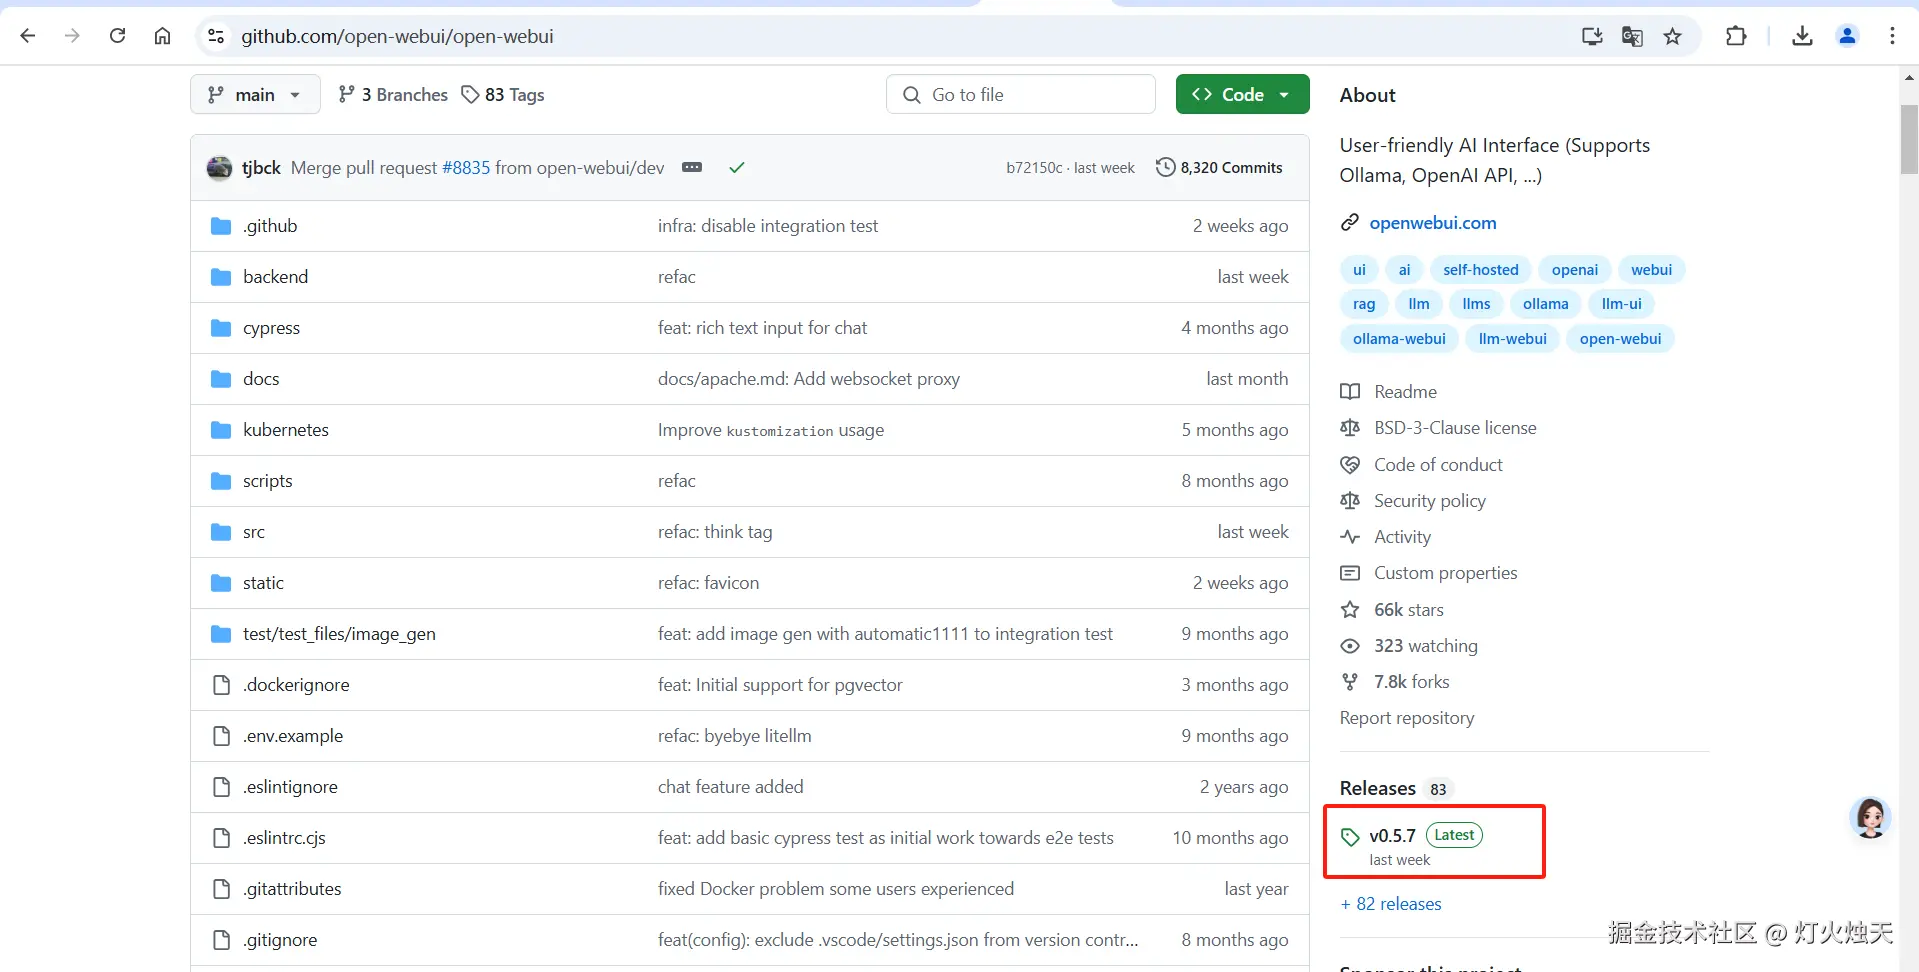 github.com/open-webui/open-webui
main 3 Branches 83 Tags Go to file Code
tjbck Merge pull request #8835 from open-webui/dev b72150c · last week 8,320 Commits
.github infra: disable integration test 2 weeks ago
backend refac last week
cypress feat: rich text input for chat 4 months ago
docs docs/apache.md: Add websocket proxy last month
kubernetes Improve kustomization usage 5 months ago
scripts refac 8 months ago
src refac: think tag last week
static refac: favicon 2 weeks ago
test/test_files/image_gen feat: add image gen with automatic1111 to integration test 9 months ago
.dockerignore feat: Initial support for pgvector 3 months ago
.env.example refac: byebye litellm 9 months ago
.eslintignore chat feature added 2 years ago
.eslintrc.cjs feat: add basic cypress test as initial work towards e2e tests 10 months ago
.gitattributes fixed Docker problem some users experienced last year
.gitignore feat(config): exclude .vscode/settings.json from version contr... 8 months ago
About
User-friendly AI Interface (Supports
Ollama, OpenAI API, ...)
openwebui.com
ui ai self-hosted openai webui
rag llm llms ollama llm-ui
ollama-webui llm-webui open-webui
Readme
BSD-3-Clause license
Code of conduct
Security policy
Activity
Custom properties
66k stars
323 watching
7.8k forks
Report repository
Releases 83
v0.5.7 Latest
last week
+ 82 releases
Sponsor this project
掘金技术社区 @ 灯火烛天